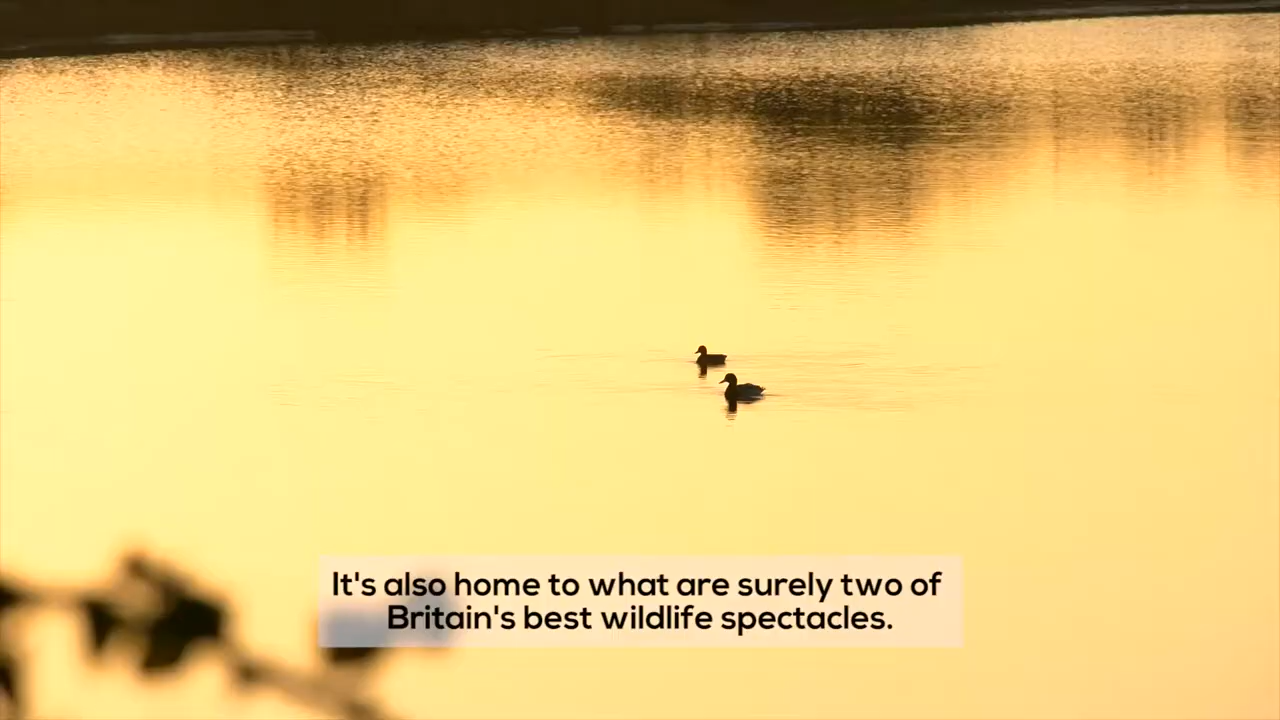 It's also home to what are surely two of
Britain's best wildlife spectacles.